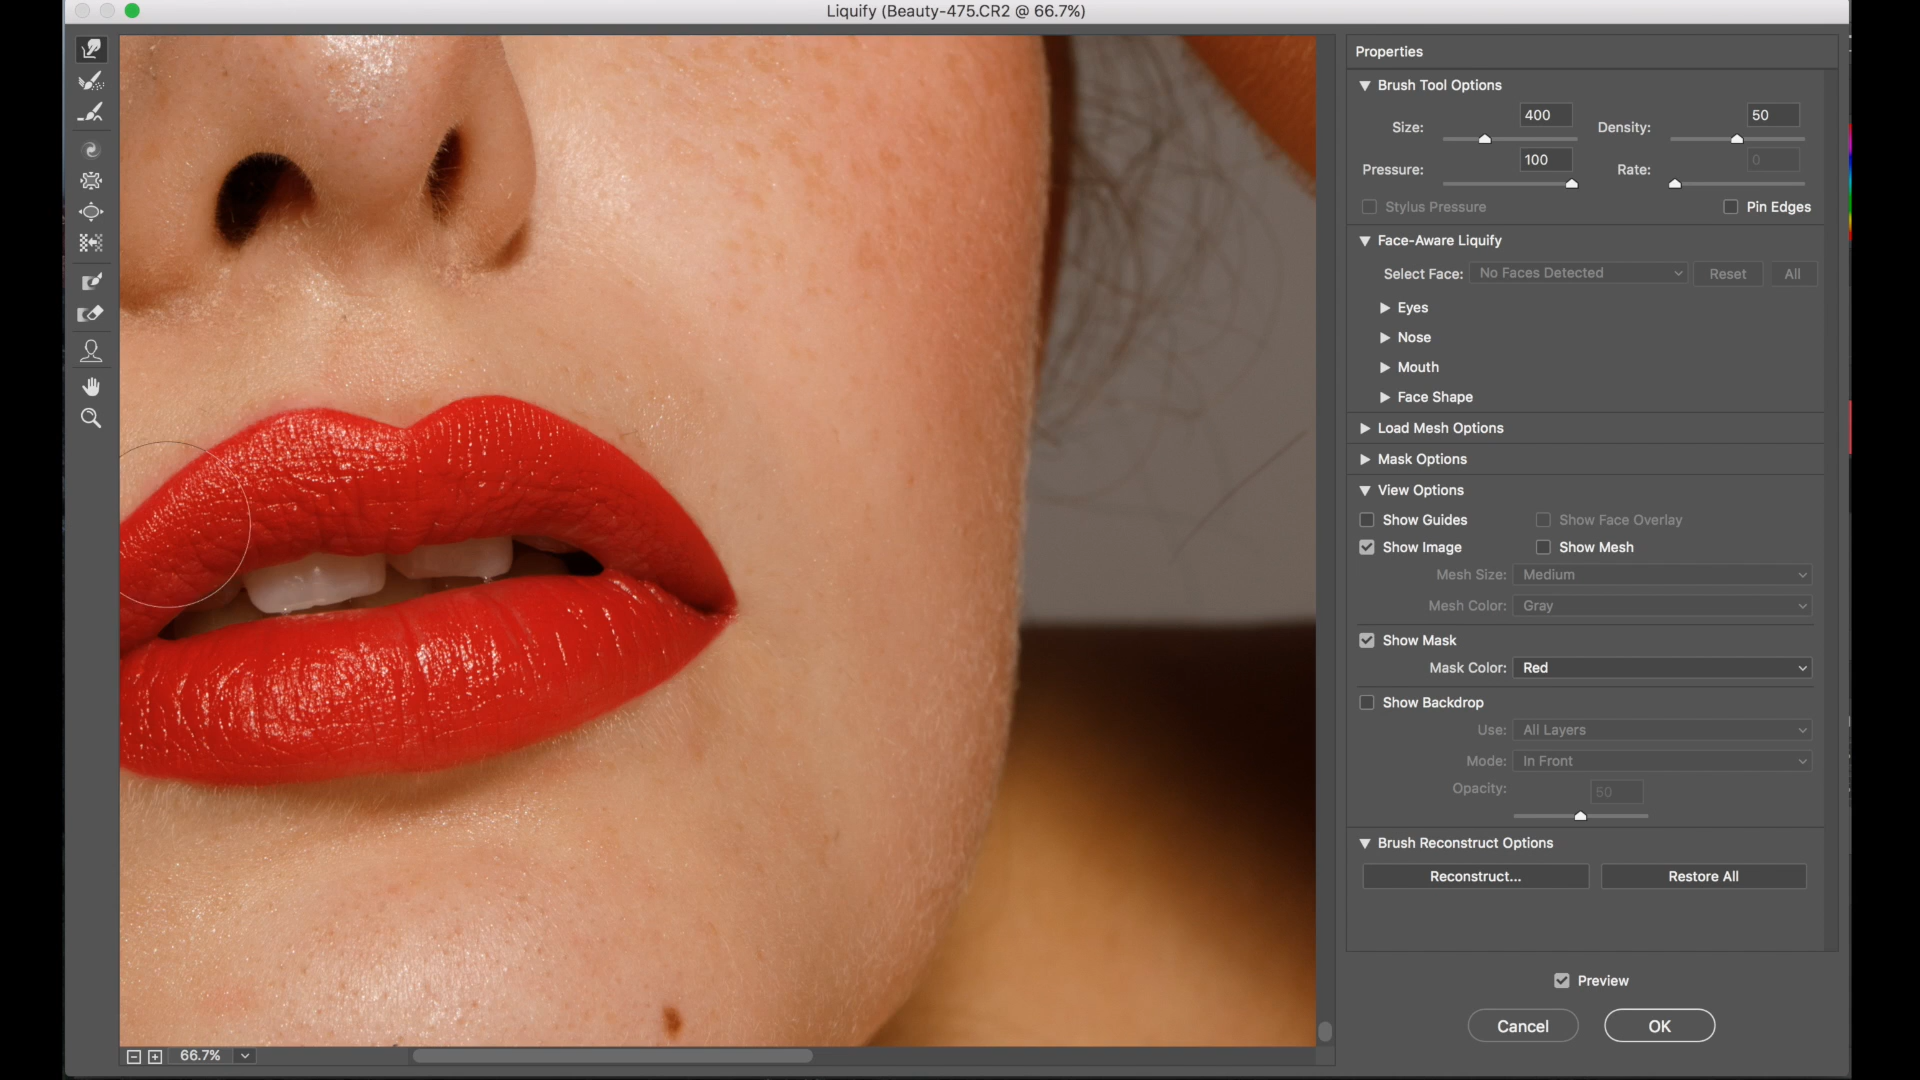 Liquify (Beauty-475.CR2 @ 66.7%)
Properties
Brush Tool Options
Size: 400 Density: 50
Pressure: 100 Rate: 0
Stylus Pressure Pin Edges
Face-Aware Liquify
Select Face: No Faces Detected Reset All
Eyes
Nose
Mouth
Face Shape
Load Mesh Options
Mask Options
View Options
Show Guides Show Face Overlay
Show Image Show Mesh
Mesh Size: Medium
Mesh Color: Gray
Show Mask
Mask Color: Red
Show Backdrop
Use: All Layers
Mode: In Front
Opacity: 50
Brush Reconstruct Options
Reconstruct... Restore All
Preview
Cancel OK
66.7%